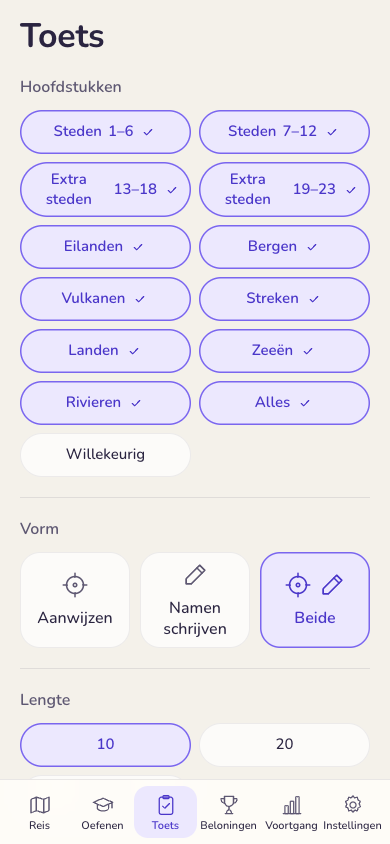 Toets
Hoofdstukken
Steden 1–6
Steden 7–12
Extra steden 13–18
Extra steden 19–23
Eilanden
Bergen
Vulkanen
Streken
Landen
Zeeën
Rivieren
Alles
Willekeurig
Vorm
Aanwijzen
Namen
schrijven
Beide
Lengte
10
20
Reis
Oefenen
Toets
Beloningen
Voortgang
Instellingen